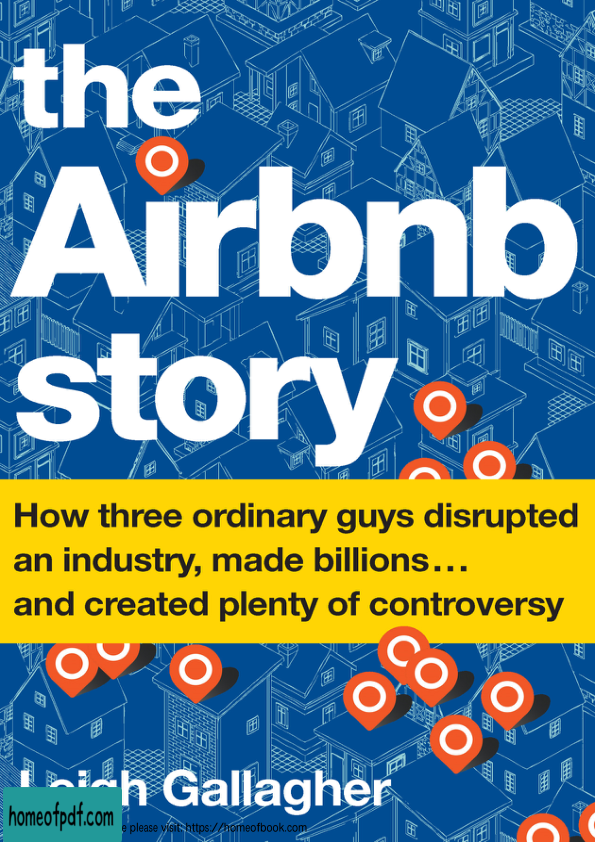 the
Airbnb
story
How three ordinary guys disrupted
an industry, made billions...
and created plenty of controversy
Leigh Gallagher
homeofpdf.com
please visit: https://homeofbook.com